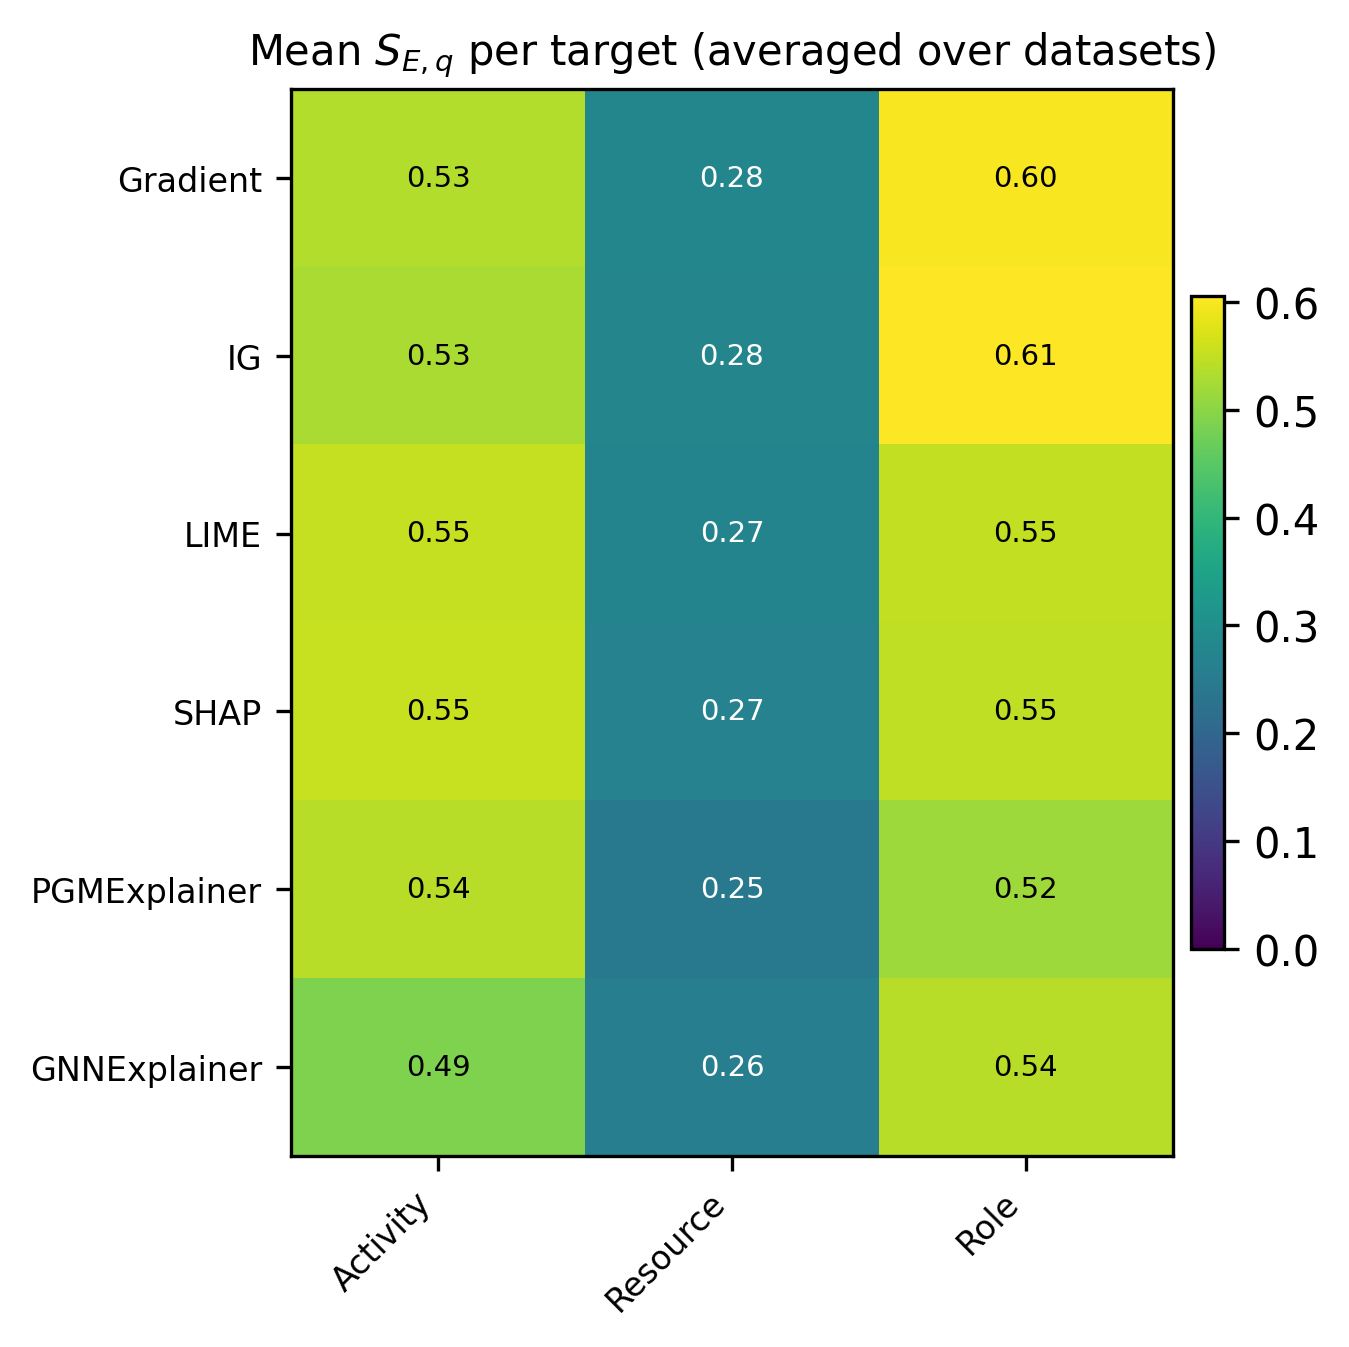 Mean S_{E,q} per target (averaged over datasets)
Gradient 0.53 0.28 0.60
IG 0.53 0.28 0.61
LIME 0.55 0.27 0.55
SHAP 0.55 0.27 0.55
PGMExplainer 0.54 0.25 0.52
GNNExplainer 0.49 0.26 0.54
Activity Resource Role
0.6
0.5
0.4
0.3
0.2
0.1
0.0